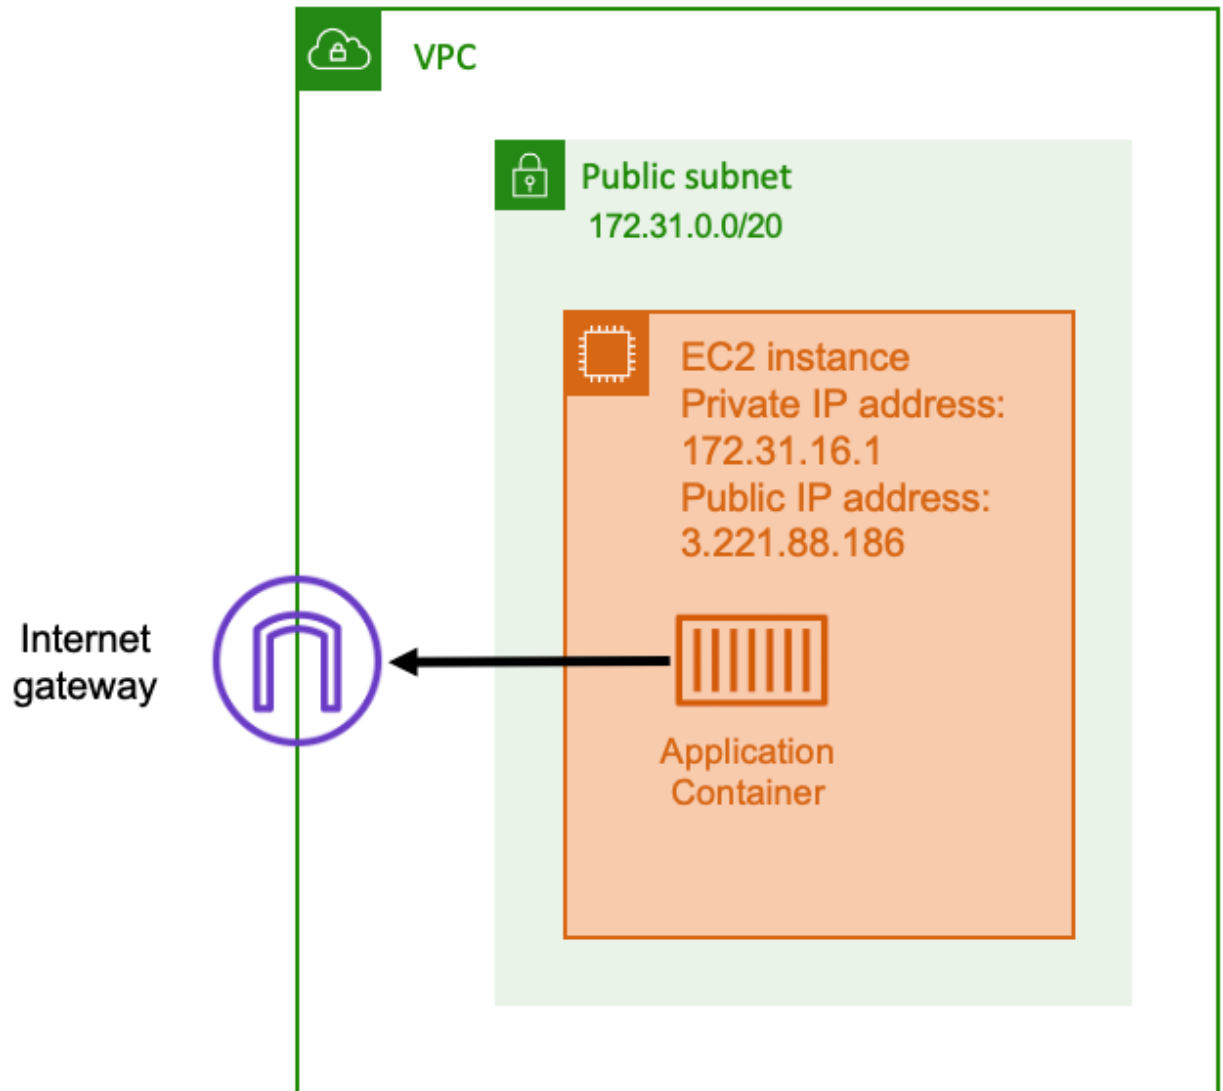 VPC
Public subnet
172.31.0.0/20
EC2 instance
Private IP address:
172.31.16.1
Public IP address:
3.221.88.186
Internet
gateway
Application
Container